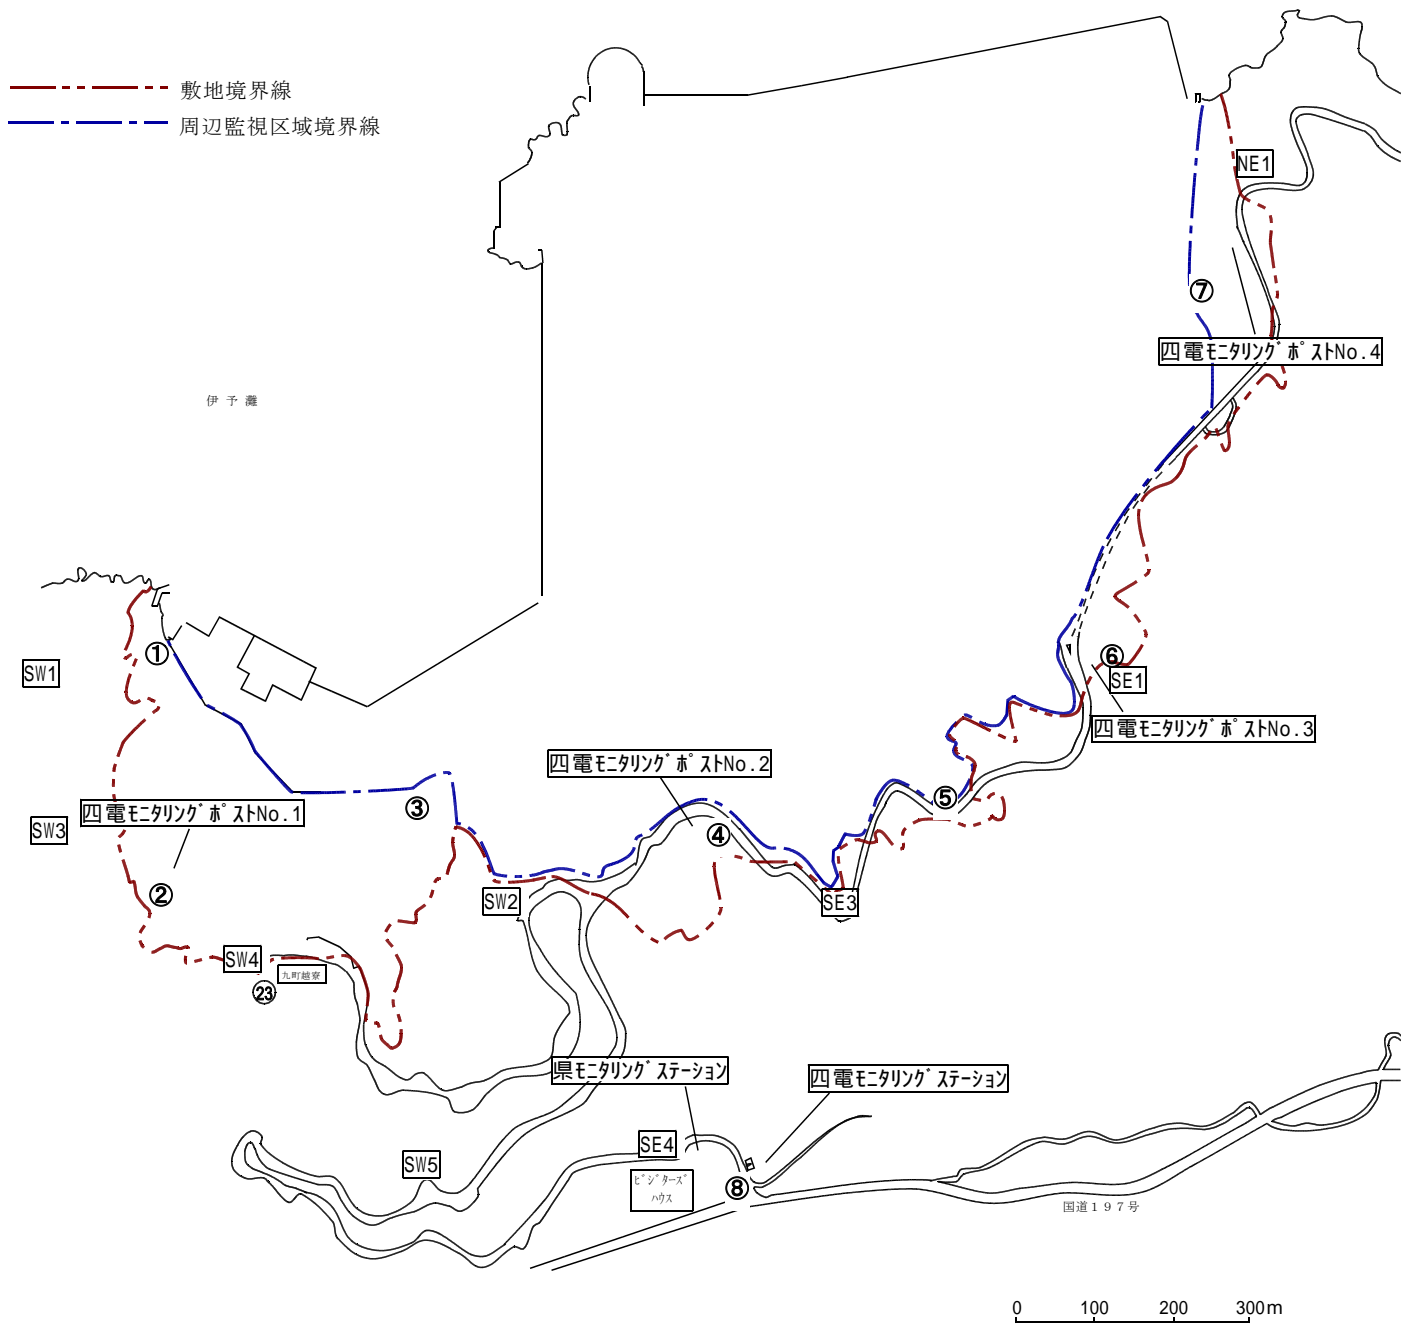 敷地境界線
周辺監視区域境界線
NE1
⑦
四電モニタリングポストNo.4
伊予灘
①
SW1
⑥
SE1
四電モニタリングポストNo.3
四電モニタリングポストNo.2
③
⑤
四電モニタリングポストNo.1
SW3
④
②
SW2
SE3
SW4
九町越寮
㉓
県モニタリングステーション
四電モニタリングステーション
SE4
SW5
ビジターズ
ハウス
⑧
国道197号
0 100 200 300m